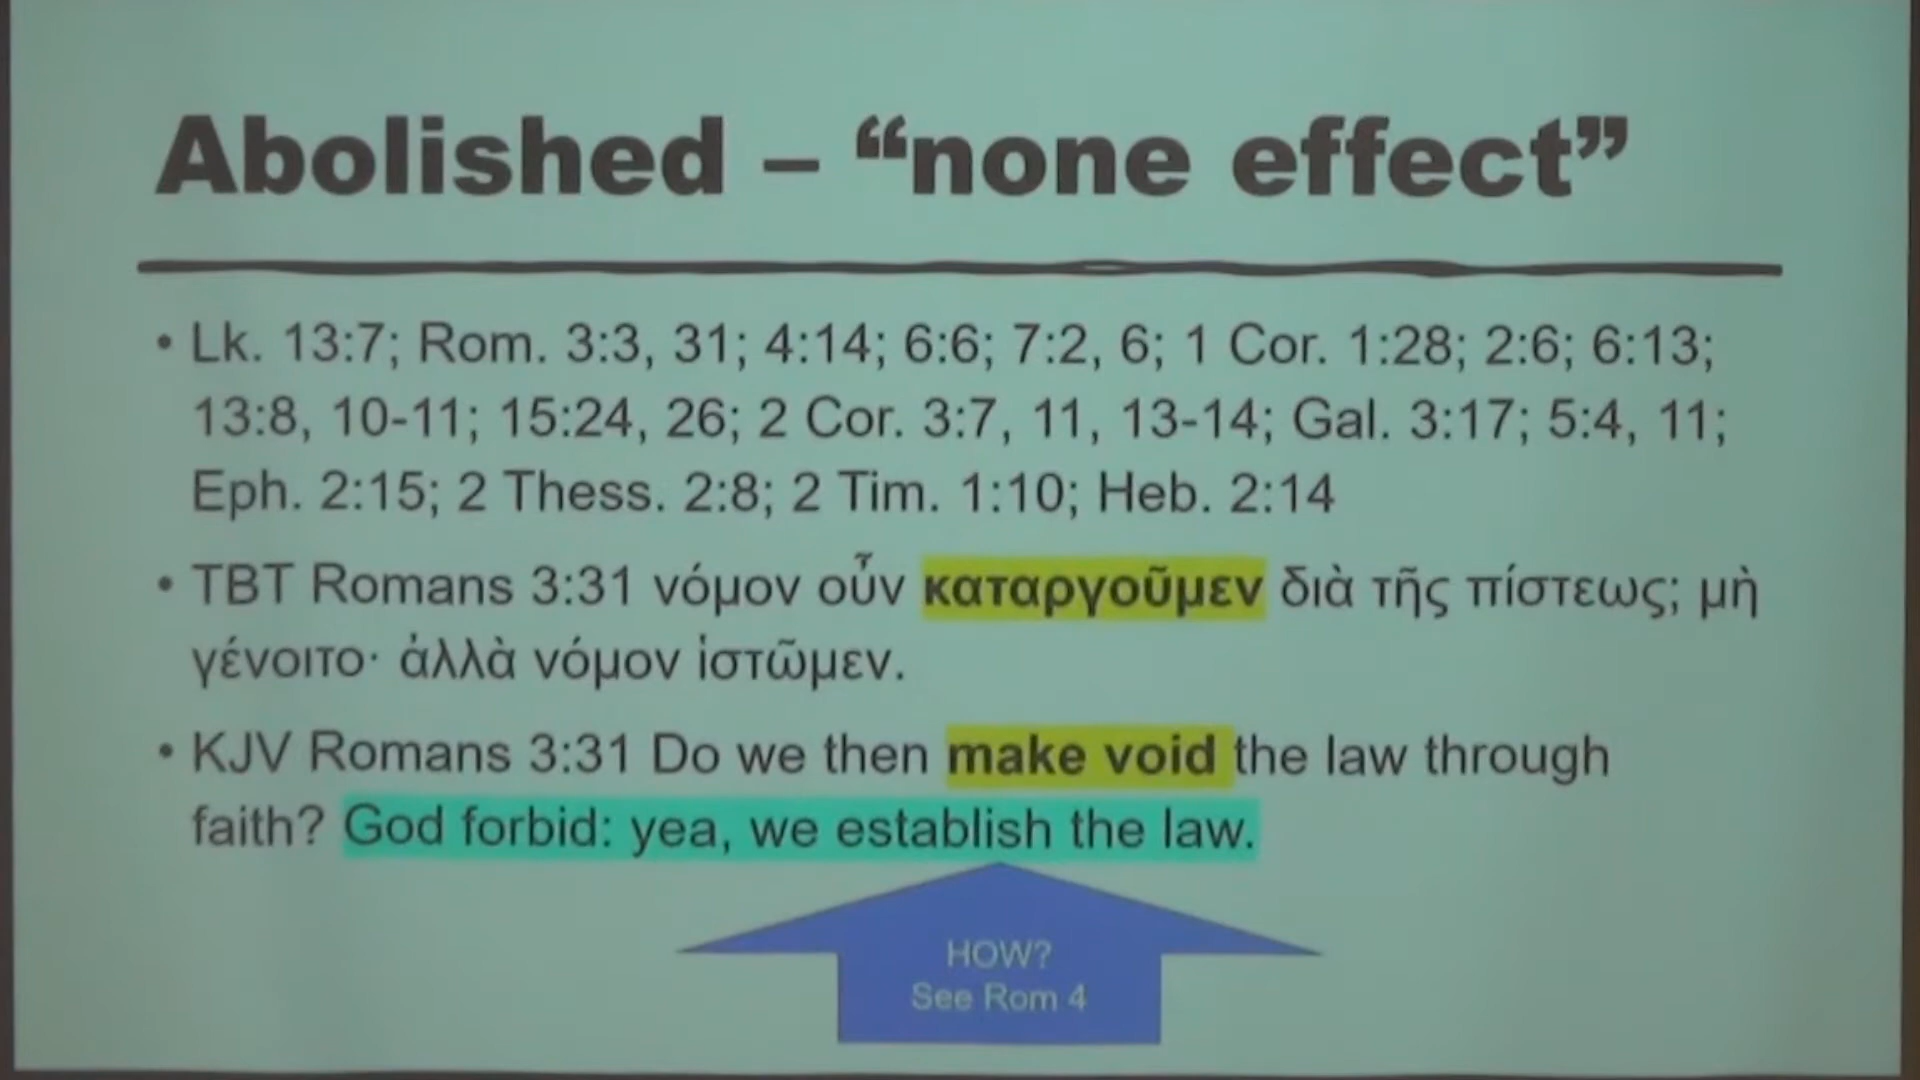 Abolished – “none effect”
• Lk. 13:7; Rom. 3:3, 31; 4:14; 6:6; 7:2, 6; 1 Cor. 1:28; 2:6; 6:13;
13:8, 10-11; 15:24, 26; 2 Cor. 3:7, 11, 13-14; Gal. 3:17; 5:4, 11;
Eph. 2:15; 2 Thess. 2:8; 2 Tim. 1:10; Heb. 2:14
• TBT Romans 3:31 νόμον οὖν καταργοῦμεν διὰ τῆς πίστεως; μὴ
γένοιτο· ἀλλὰ νόμον ἱστῶμεν.
• KJV Romans 3:31 Do we then make void the law through
faith? God forbid: yea, we establish the law.
HOW?
See Rom 4